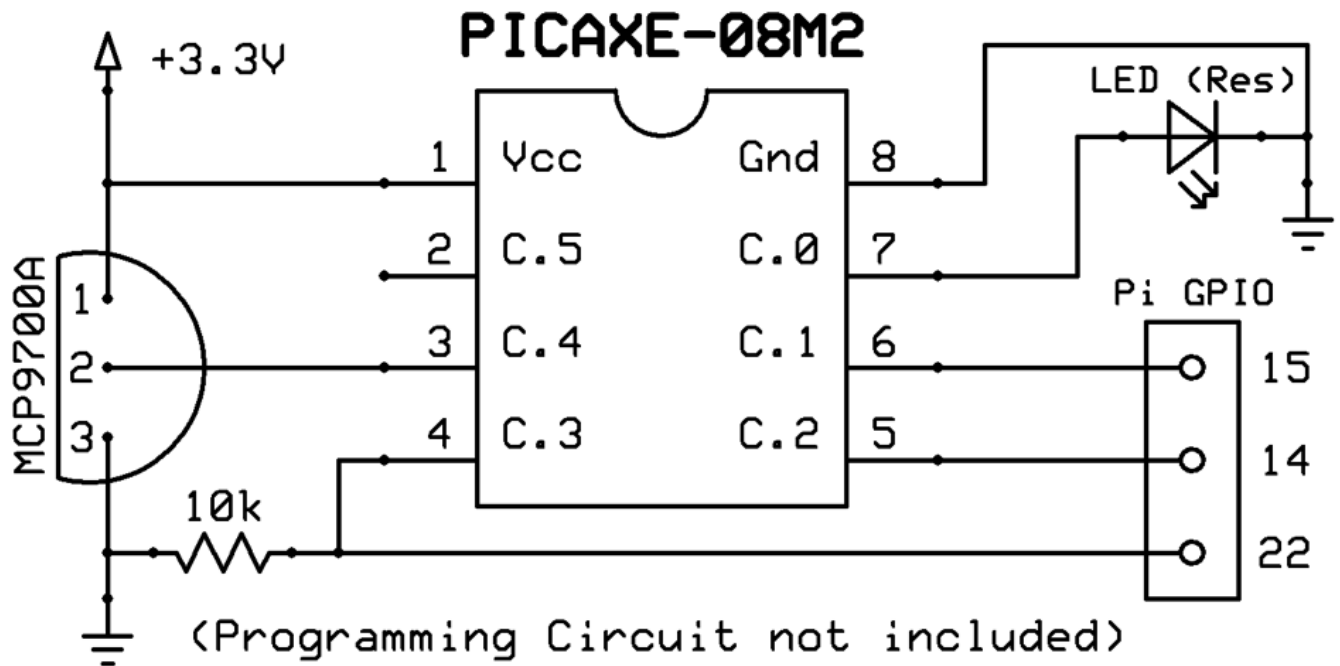 PICAXE-08M2
+3.3V
LED (Res)
1 Vcc Gnd 8
2 C.5 C.0 7
Pi GPIO
MCP9700A
1
2
3
3 C.4 C.1 6
15
4 C.3 C.2 5
14
10k
22
(Programming Circuit not included)